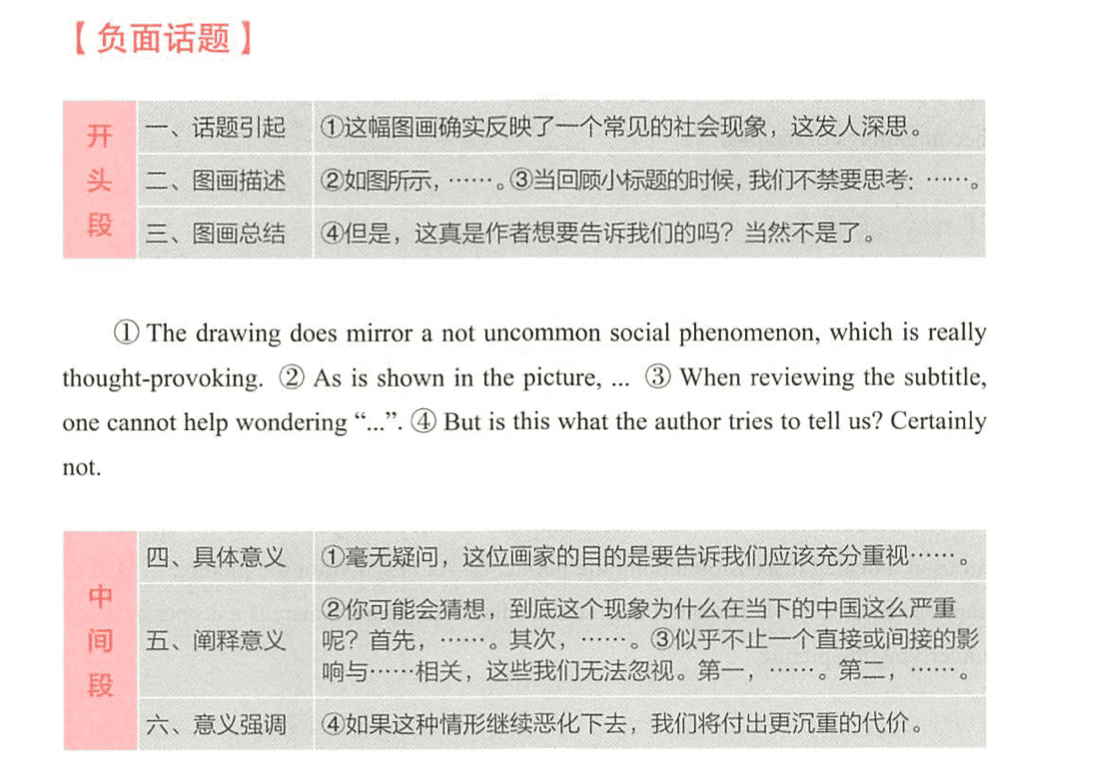 【负面话题】
开头段
一、话题引起 ①这幅图画确实反映了一个常见的社会现象，这发人深思。
二、图画描述 ②如图所示，……。③当回顾小标题的时候，我们不禁要思考：……。
三、图画总结 ④但是，这真是作者想要告诉我们的吗？当然不是了。
① The drawing does mirror a not uncommon social phenomenon, which is really
thought-provoking. ② As is shown in the picture, ... ③ When reviewing the subtitle,
one cannot help wondering “...”. ④ But is this what the author tries to tell us? Certainly
not.
中间段
四、具体意义 ①毫无疑问，这位画家的目的是要告诉我们应该充分重视……。
五、阐释意义 ②你可能会猜想，到底这个现象为什么在当下的中国这么严重
呢？首先，……。其次，……。③似乎不止一个直接或间接的影
响与……相关，这些我们无法忽视。第一，……。第二，……。
六、意义强调 ④如果这种情形继续恶化下去，我们将付出更沉重的代价。